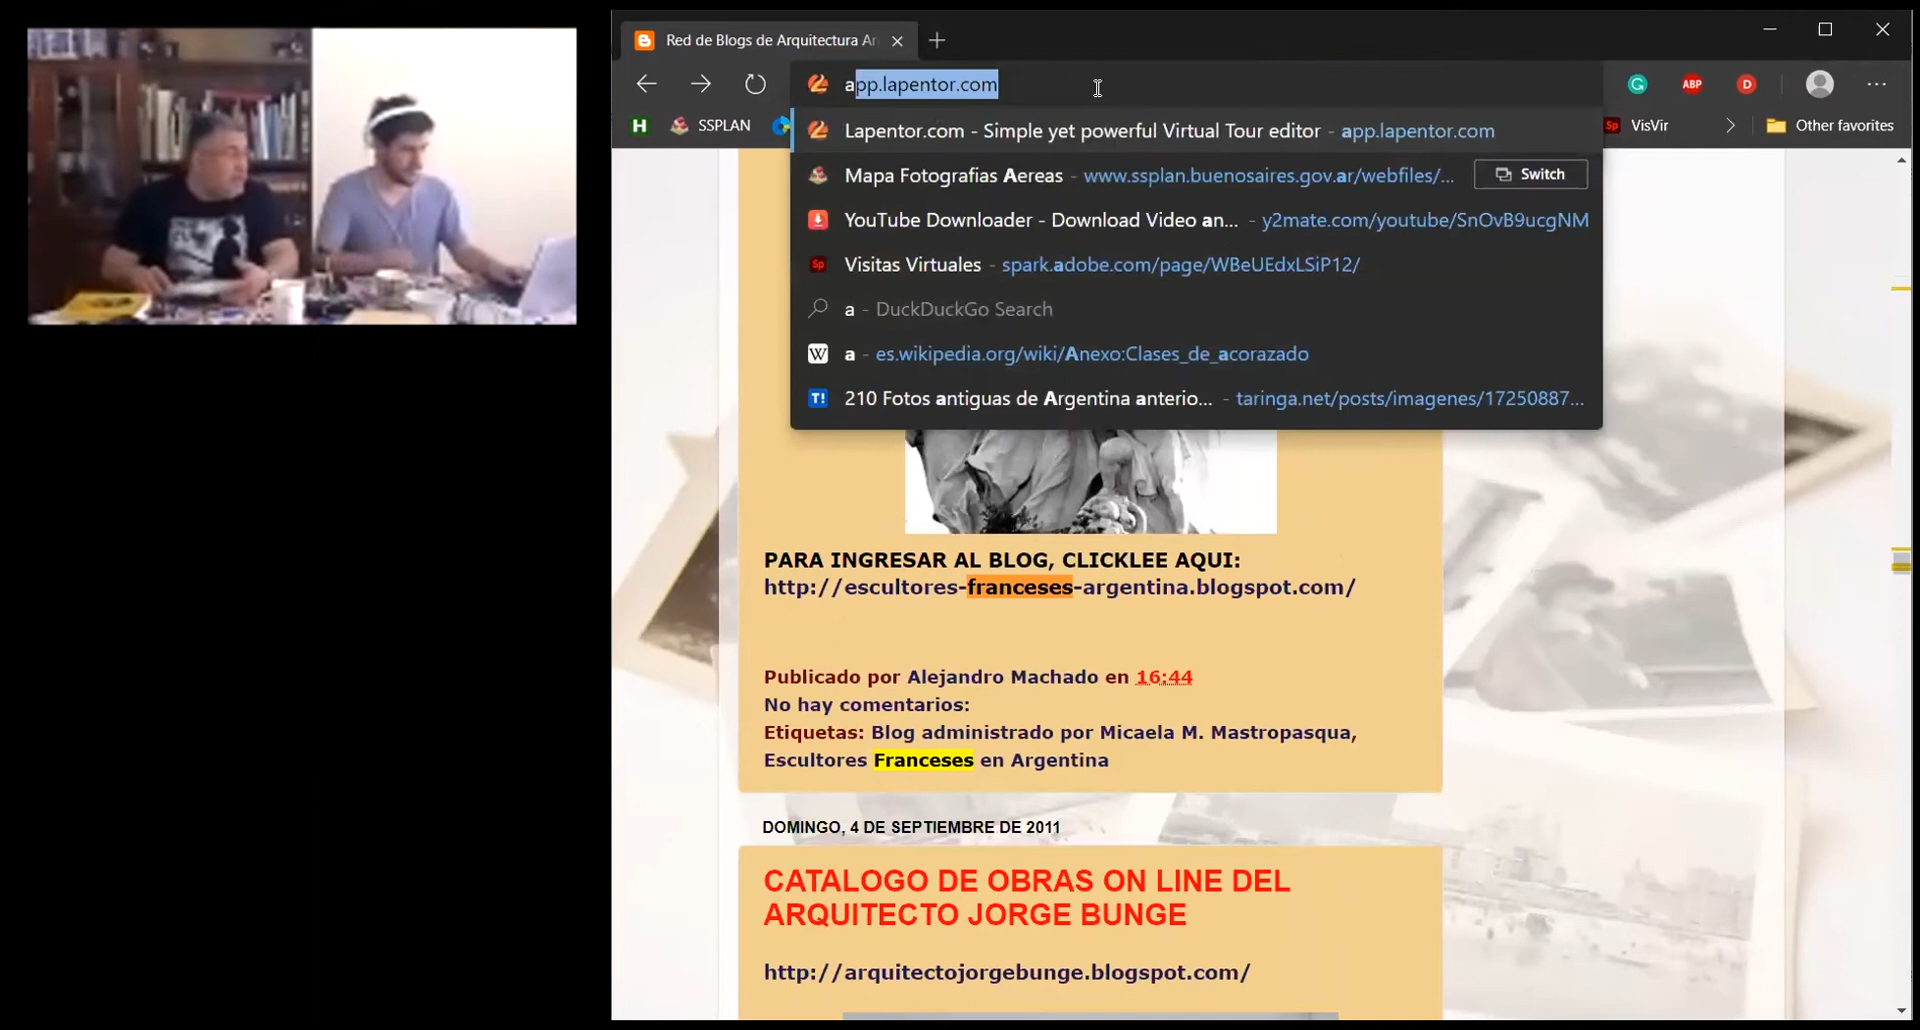 Red de Blogs de Arquitectura Ar
app.lapentor.com
ABP
D
H
SSPLAN
Sp VisVir
Other favorites
Lapentor.com - Simple yet powerful Virtual Tour editor - app.lapentor.com
Mapa Fotografias Aereas - www.ssplan.buenosaires.gov.ar/webfiles/...
Switch
YouTube Downloader - Download Video an... - y2mate.com/youtube/SnOvB9ucgNM
Sp Visitas Virtuales - spark.adobe.com/page/WBeUEdxLSiP12/
a - DuckDuckGo Search
W a - es.wikipedia.org/wiki/Anexo:Clases_de_acorazado
T! 210 Fotos antiguas de Argentina anterio... - taringa.net/posts/imagenes/17250887...
PARA INGRESAR AL BLOG, CLICKLEE AQUI:
http://escultores-franceses-argentina.blogspot.com/
Publicado por Alejandro Machado en 16:44
No hay comentarios:
Etiquetas: Blog administrado por Micaela M. Mastropasqua,
Escultores Franceses en Argentina
DOMINGO, 4 DE SEPTIEMBRE DE 2011
CATALOGO DE OBRAS ON LINE DEL
ARQUITECTO JORGE BUNGE
http://arquitectojorgebunge.blogspot.com/